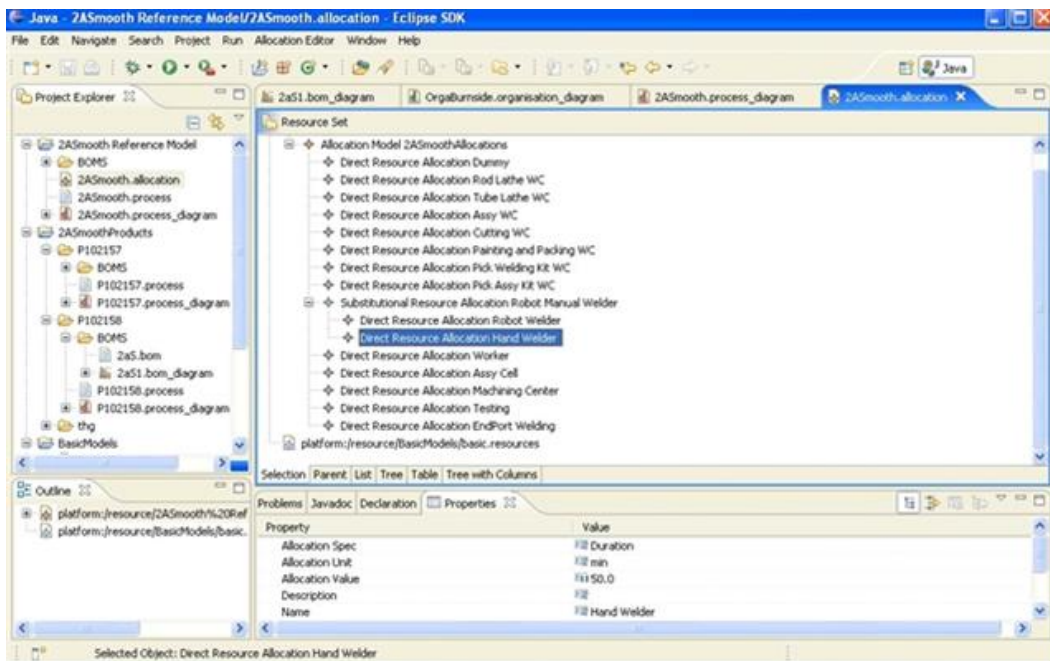 Java - 2ASmooth Reference Model/2ASmooth.allocation - Eclipse SDK
File Edit Navigate Search Project Run Allocation Editor Window Help
Java
Project Explorer
2aS1.bom_diagram
OrgaBurnside.organisation_diagram
2ASmooth.process_diagram
2ASmooth.allocation
2ASmooth Reference Model
BOMS
2ASmooth.allocation
2ASmooth.process
2ASmooth.process_diagram
2ASmoothProducts
P102157
BOMS
P102157.process
P102157.process_diagram
P102158
BOMS
2aS.bom
2aS1.bom_diagram
P102158.process
P102158.process_diagram
thg
BasicModels
Resource Set
Allocation Model 2ASmoothAllocations
Direct Resource Allocation Dummy
Direct Resource Allocation Rod Lathe WC
Direct Resource Allocation Tube Lathe WC
Direct Resource Allocation Assy WC
Direct Resource Allocation Cutting WC
Direct Resource Allocation Painting and Packing WC
Direct Resource Allocation Pick Welding Kit WC
Direct Resource Allocation Pick Assy Kit WC
Substitutional Resource Allocation Robot Manual Welder
Direct Resource Allocation Robot Welder
Direct Resource Allocation Hand Welder
Direct Resource Allocation Worker
Direct Resource Allocation Assy Cell
Direct Resource Allocation Machining Center
Direct Resource Allocation Testing
Direct Resource Allocation EndPort Welding
platform:/resource/BasicModels/basic.resources
Selection Parent List Tree Table Tree with Columns
Outline
platform:/resource/2ASmooth%20Ref
platform:/resource/BasicModels/basic.
Problems Javadoc Declaration Properties
Property Value
Allocation Spec Duration
Allocation Unit min
Allocation Value 50.0
Description
Name Hand Welder
Selected Object: Direct Resource Allocation Hand Welder